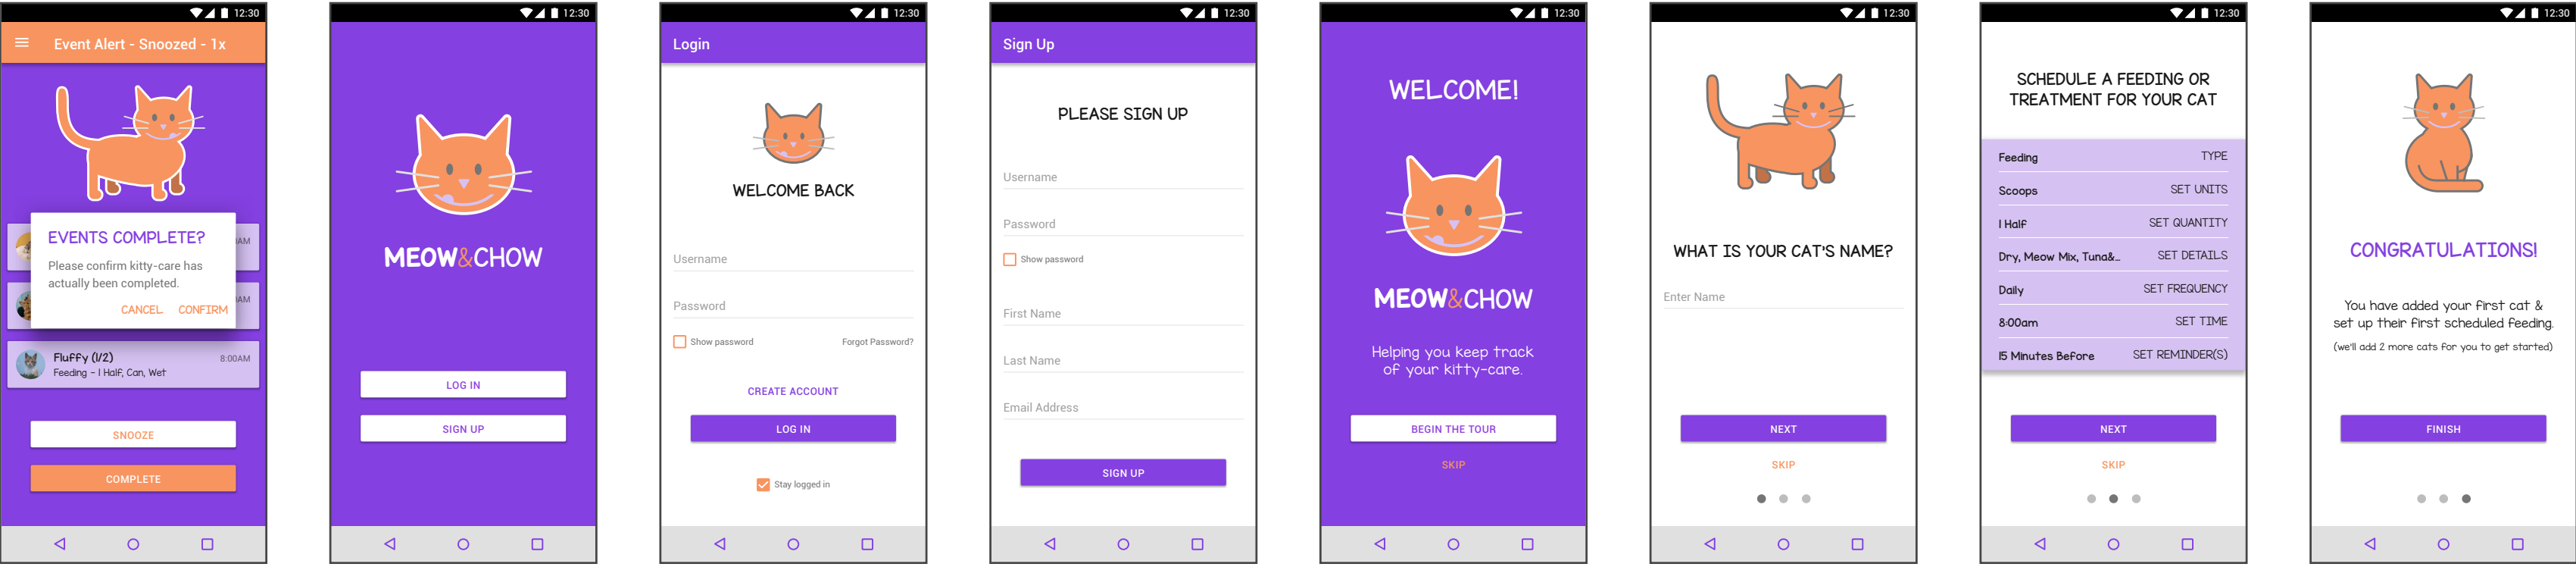 12:30
Event Alert - Snoozed - 1x
AM
EVENTS COMPLETE?
Please confirm kitty-care has
actually been completed.
AM
CANCEL CONFIRM
Fluffy (1/2) 8:00AM
Feeding - 1 Half, Can, Wet
SNOOZE
COMPLETE
12:30
MEOW&CHOW
LOG IN
SIGN UP
12:30
Login
WELCOME BACK
Username
Password
Show password Forgot Password?
CREATE ACCOUNT
LOG IN
Stay logged in
12:30
Sign Up
PLEASE SIGN UP
Username
Password
Show password
First Name
Last Name
Email Address
SIGN UP
12:30
WELCOME!
MEOW&CHOW
Helping you keep track
of your kitty-care.
BEGIN THE TOUR
SKIP
12:30
WHAT IS YOUR CAT'S NAME?
Enter Name
NEXT
SKIP
12:30
SCHEDULE A FEEDING OR
TREATMENT FOR YOUR CAT
Feeding TYPE
Scoops SET UNITS
1 Half SET QUANTITY
Dry, Meow Mix, Tuna&... SET DETAILS
Daily SET FREQUENCY
8:00am SET TIME
15 Minutes Before SET REMINDER(S)
NEXT
SKIP
12:30
CONGRATULATIONS!
You have added your first cat &
set up their first scheduled feeding.
(we'll add 2 more cats for you to get started)
FINISH